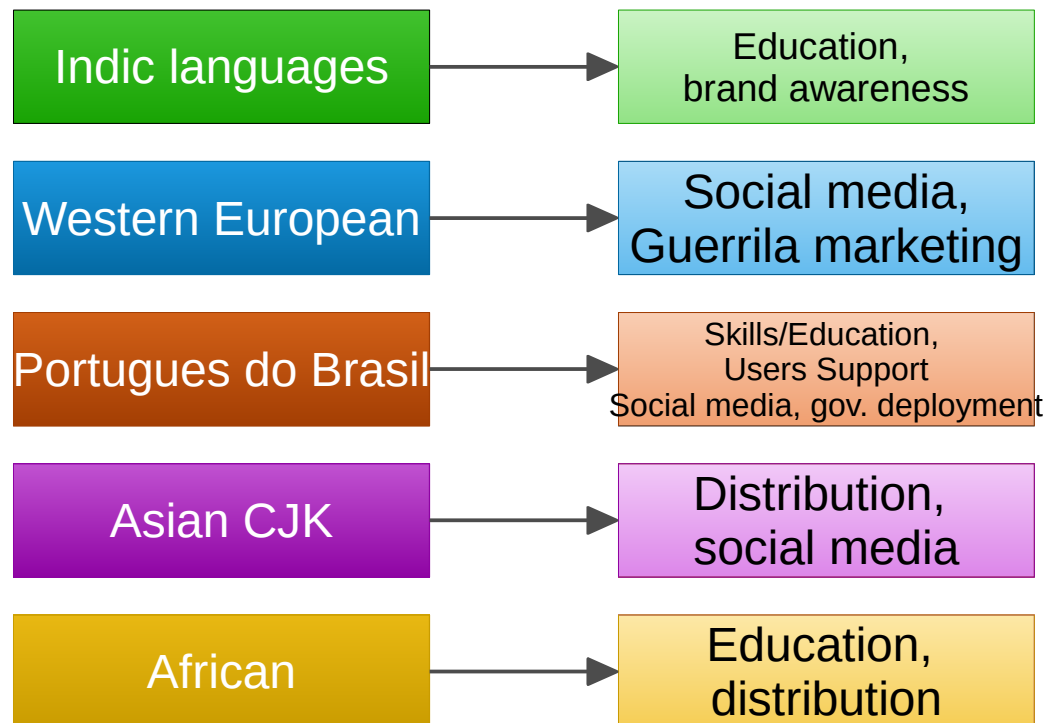 Indic languages
Education,
brand awareness
Western European
Social media,
Guerrila marketing
Portugues do Brasil
Skills/Education,
Users Support
Social media, gov. deployment
Asian CJK
Distribution,
social media
African
Education,
distribution